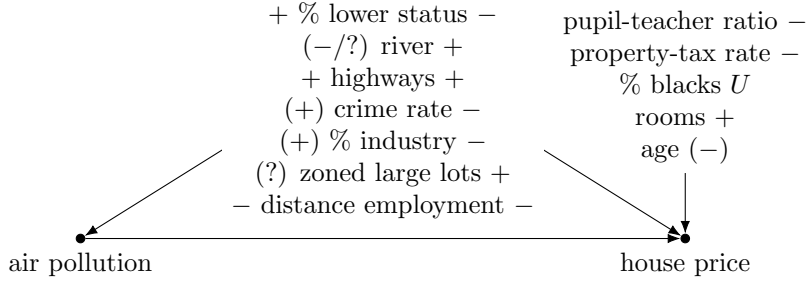 + % lower status −
(−/?) river +
+ highways +
(+) crime rate −
(+) % industry −
(?) zoned large lots +
− distance employment −
pupil-teacher ratio −
property-tax rate −
% blacks U
rooms +
age (−)
air pollution
house price